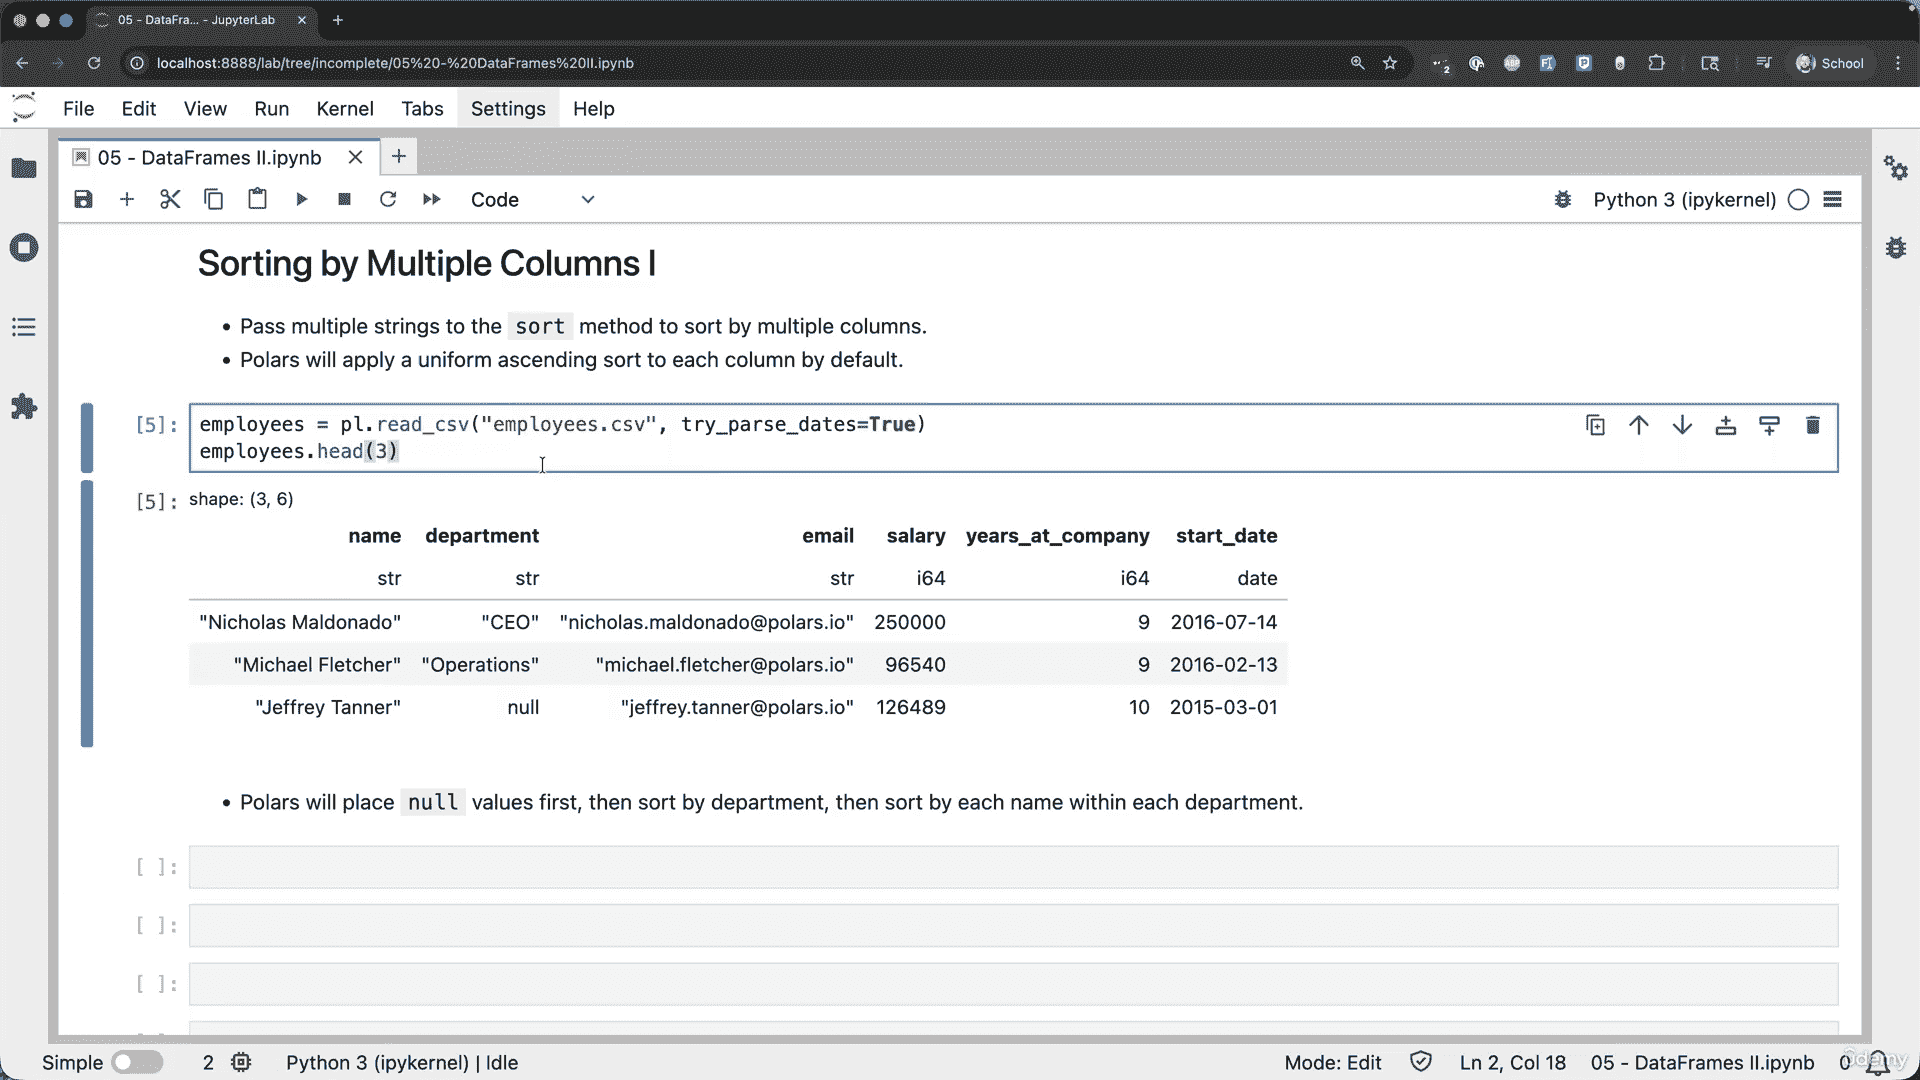 05 - DataFra... - JupyterLab
localhost:8888/lab/tree/incomplete/05%20-%20DataFrames%20II.ipynb
2
School
File Edit View Run Kernel Tabs Settings Help
05 - DataFrames II.ipynb
Code
Python 3 (ipykernel)
Sorting by Multiple Columns I
• Pass multiple strings to the sort method to sort by multiple columns.
• Polars will apply a uniform ascending sort to each column by default.
[5]: employees = pl.read_csv("employees.csv", try_parse_dates=True)
employees.head(3)
[5]: shape: (3, 6)
name department email salary years_at_company start_date
str str str i64 i64 date
"Nicholas Maldonado" "CEO" "nicholas.maldonado@polars.io" 250000 9 2016-07-14
"Michael Fletcher" "Operations" "michael.fletcher@polars.io" 96540 9 2016-02-13
"Jeffrey Tanner" null "jeffrey.tanner@polars.io" 126489 10 2015-03-01
• Polars will place null values first, then sort by department, then sort by each name within each department.
[ ]:
[ ]:
[ ]:
Simple 2 Python 3 (ipykernel) | Idle Mode: Edit Ln 2, Col 18 05 - DataFrames II.ipynb 0
Udemy